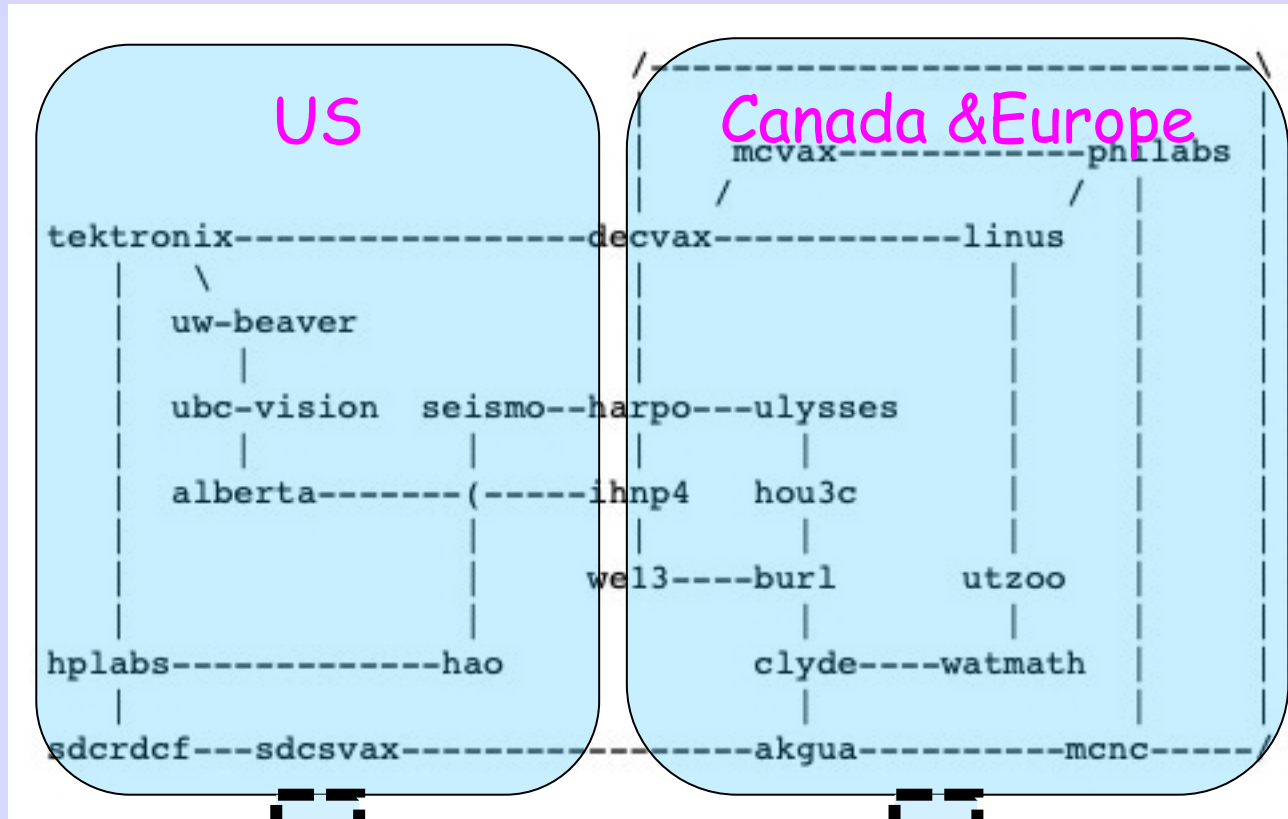 US
Canada &Europe
/-----------------------------\
mcvax------------philabs
/ /
tektronix-----------------decvax------------linus
\
uw-beaver
ubc-vision seismo--harpo---ulysses
alberta-------(-----ihnp4 hou3c
we13----burl utzoo
hplabs-------------hao clyde----watmath
sdcrdcf---sdcsvax-----------------akgua----------mcnc-----/